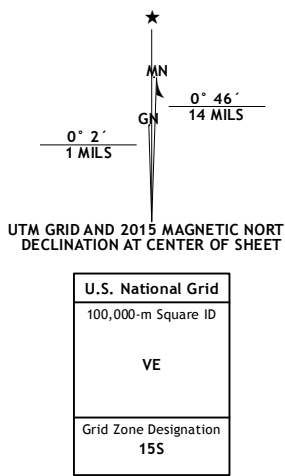 ★
MN
0° 46´
14 MILS
GN
0° 2´
1 MILS
UTM GRID AND 2015 MAGNETIC NORT
DECLINATION AT CENTER OF SHEET
U.S. National Grid
100,000-m Square ID
VE
Grid Zone Designation
15S